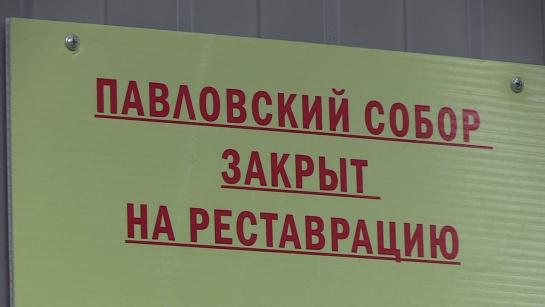 ПАВЛОВСКИЙ СОБОР
ЗАКРЫТ
НА РЕСТАВРАЦИЮ